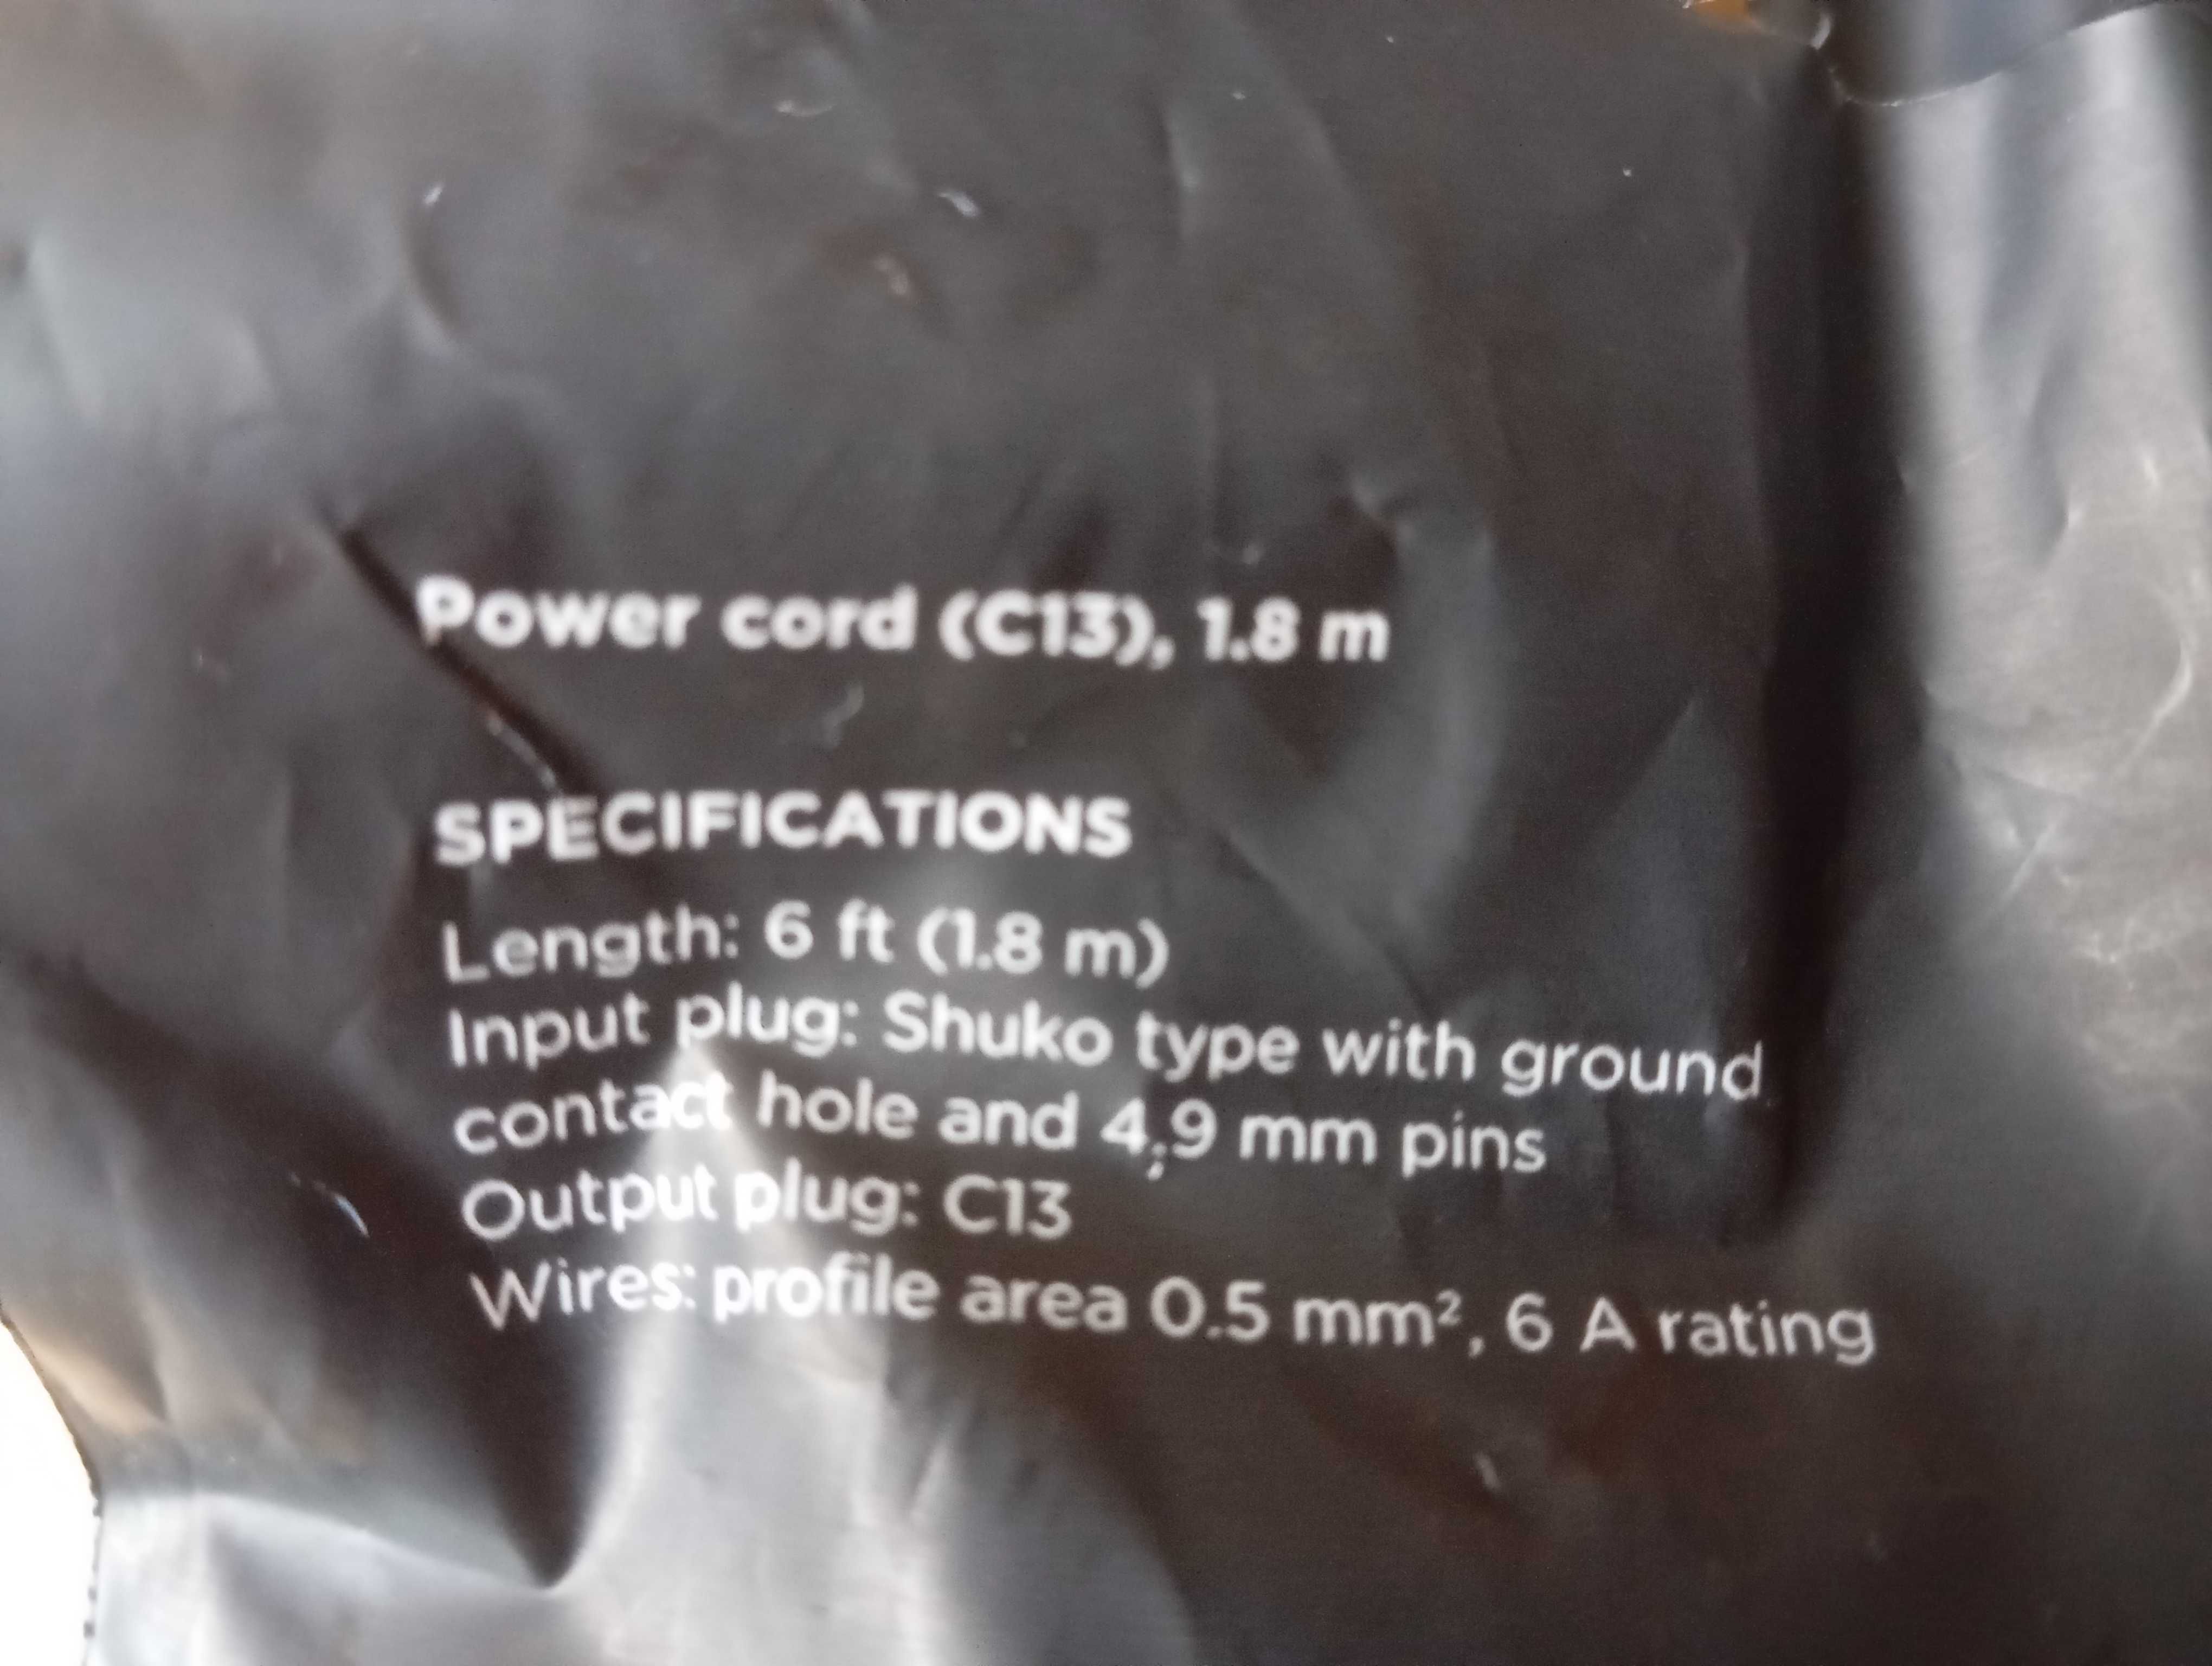 Power cord (C13), 1.8 m
SPECIFICATIONS
Length: 6 ft (1.8 m)
Input plug: Shuko type with ground
contact hole and 4,9 mm pins
Output plug: C13
Wires: profile area 0.5 mm², 6 A rating